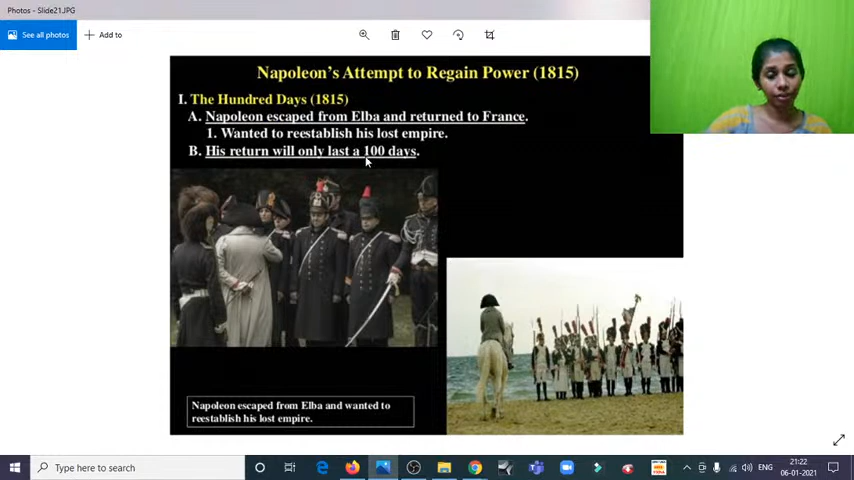 Photos - Slide21.JPG
See all photos
Add to
Napoleon's Attempt to Regain Power (1815)
I. The Hundred Days (1815)
A. Napoleon escaped from Elba and returned to France.
1. Wanted to reestablish his lost empire.
B. His return will only last a 100 days.
Napoleon escaped from Elba and wanted to
reestablish his lost empire.
Type here to search
ENG
21:22
06-01-2021